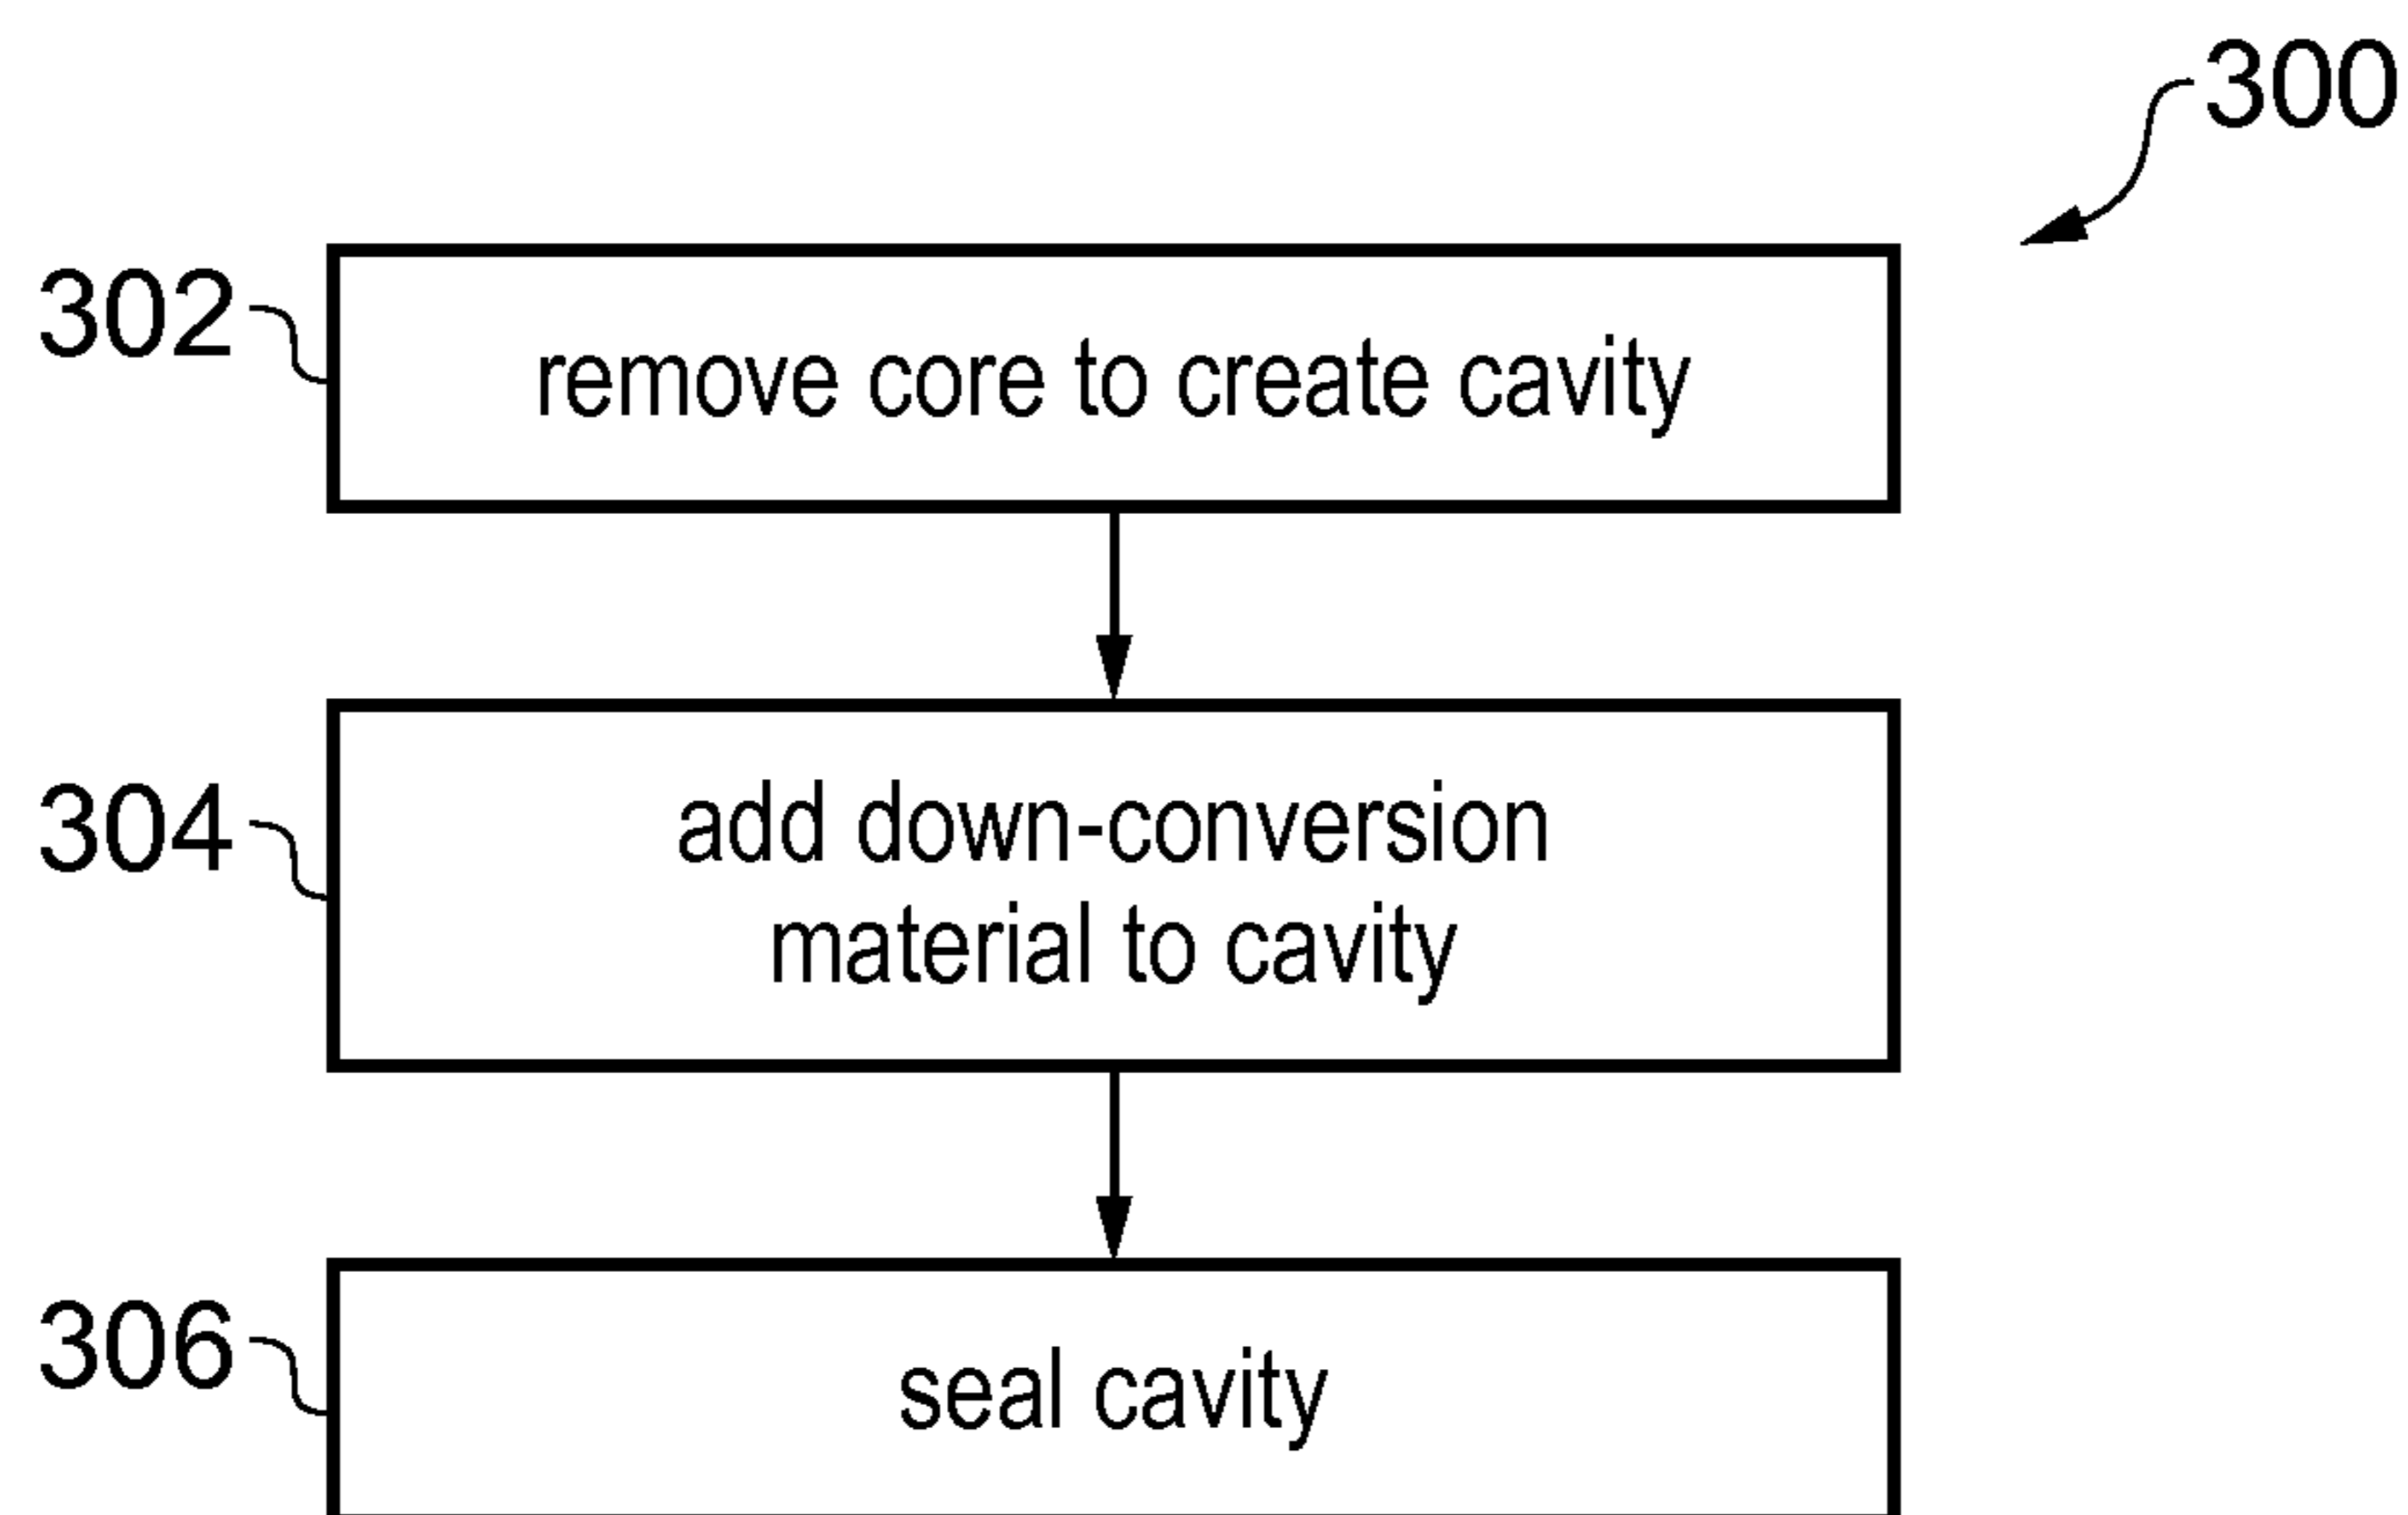 300
302
remove core to create cavity
304
add down-conversion
material to cavity
306
seal cavity